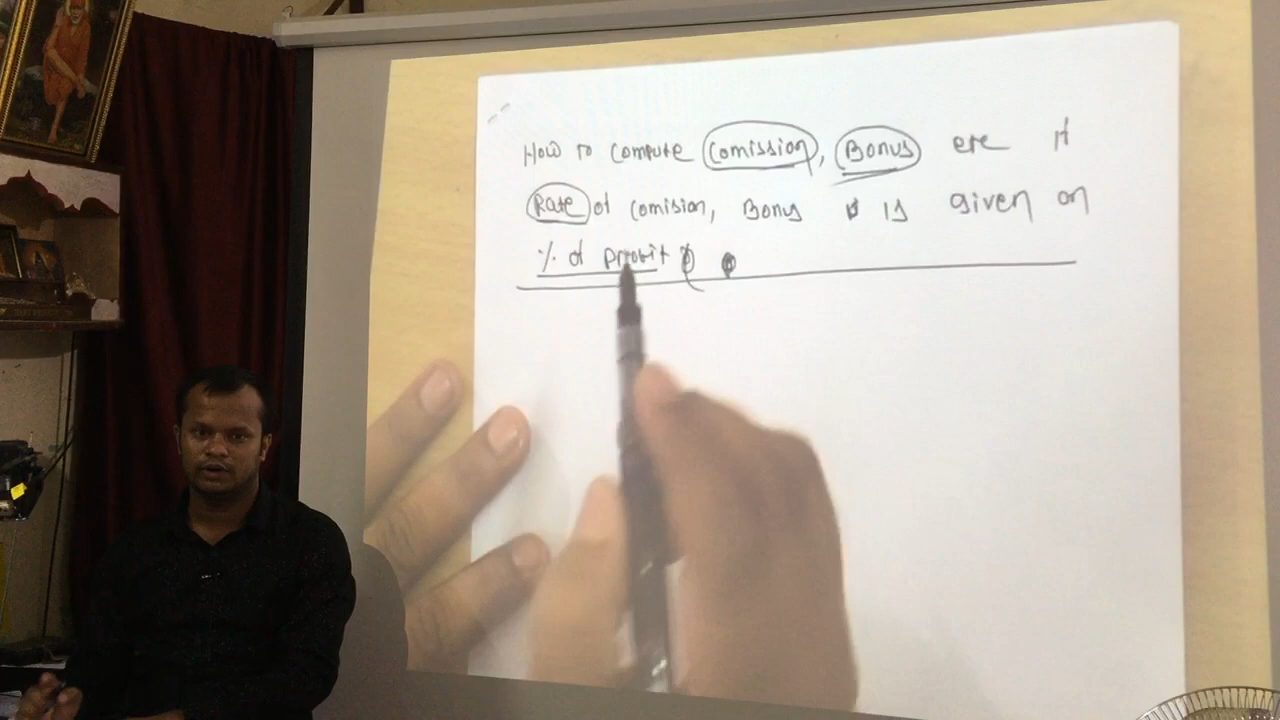 How to compute Comission, Bonus etc if
Rate of comision, Bonus is given on
% of profit